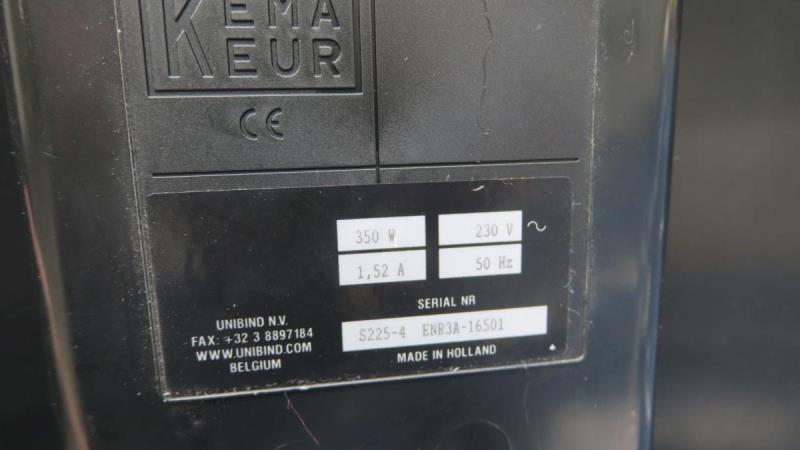 KEMA
KEUR
CE
350 W
230 V ~
1,52 A
50 Hz
SERIAL NR
S225-4 ENR3A-16501
MADE IN HOLLAND
UNIBIND N.V.
FAX: +32 3 8897184
WWW.UNIBIND.COM
BELGIUM